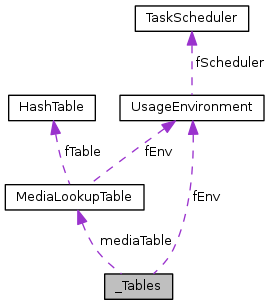 TaskScheduler
fScheduler
HashTable
UsageEnvironment
fTable
fEnv
MediaLookupTable
fEnv
mediaTable
_Tables